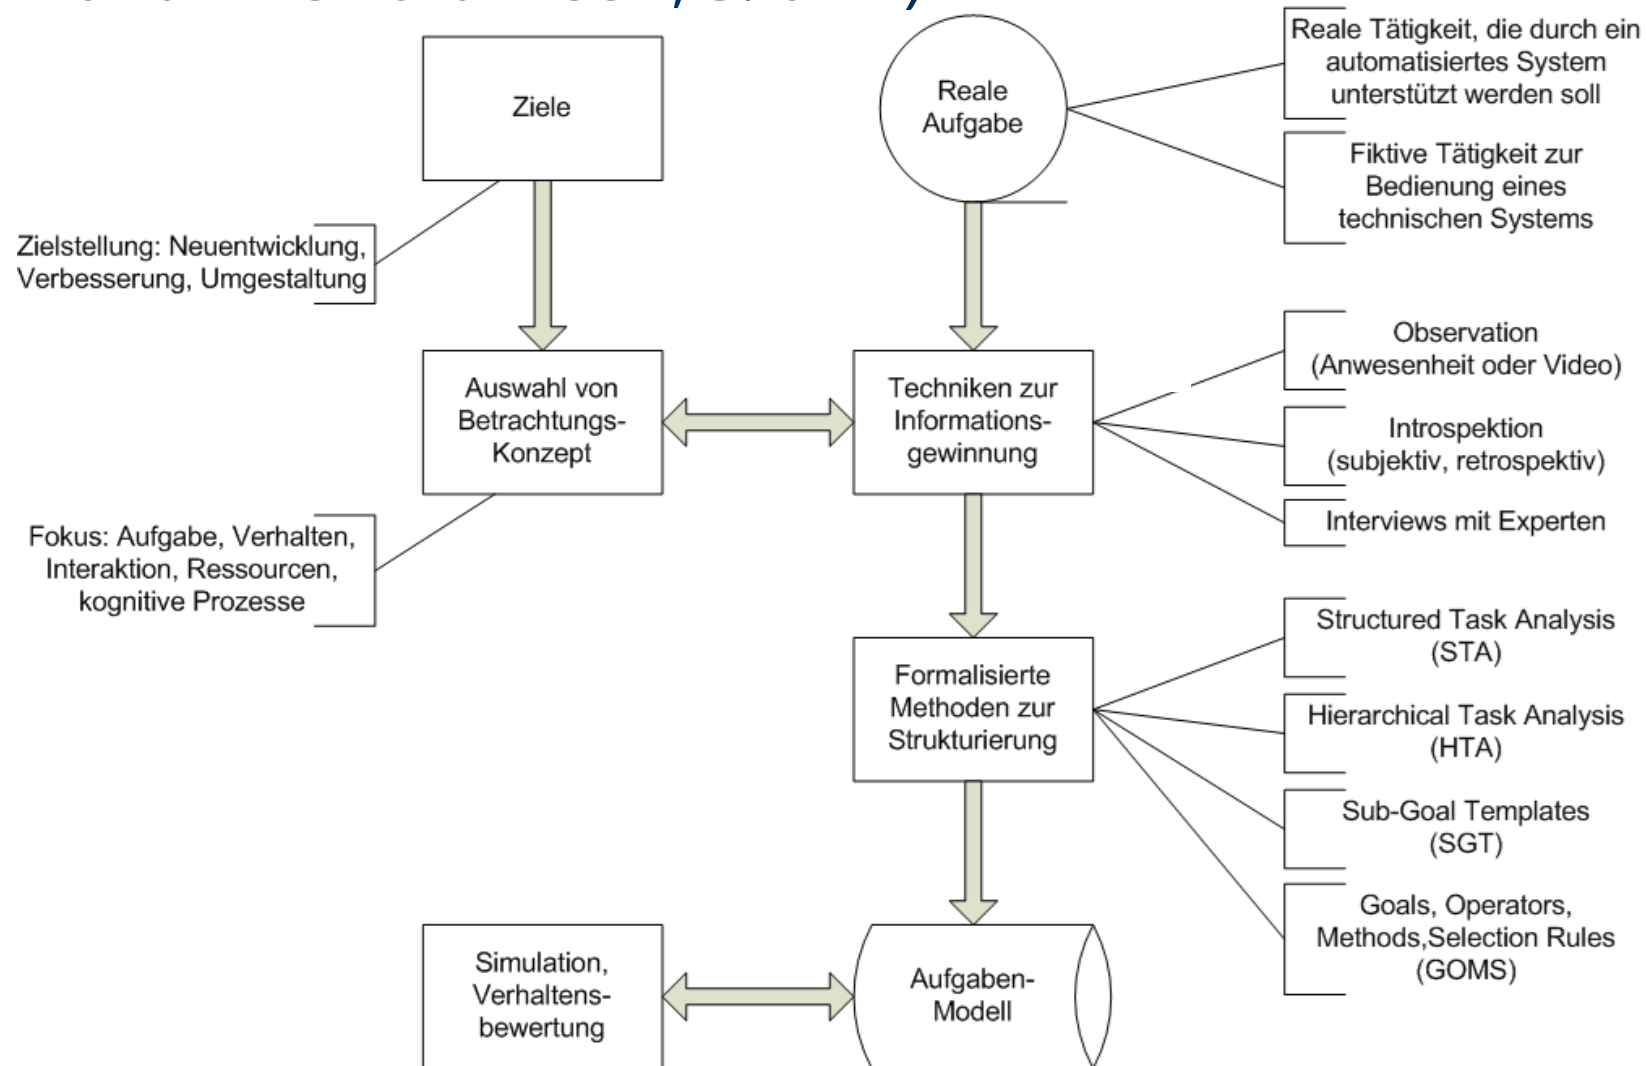 Ziele
Reale
Aufgabe
Reale Tätigkeit, die durch ein
automatisiertes System
unterstützt werden soll
Fiktive Tätigkeit zur
Bedienung eines
technischen Systems
Zielstellung: Neuentwicklung,
Verbesserung, Umgestaltung
Auswahl von
Betrachtungs-
Konzept
Techniken zur
Informations-
gewinnung
Observation
(Anwesenheit oder Video)
Introspektion
(subjektiv, retrospektiv)
Interviews mit Experten
Fokus: Aufgabe, Verhalten,
Interaktion, Ressourcen,
kognitive Prozesse
Formalisierte
Methoden zur
Strukturierung
Structured Task Analysis
(STA)
Hierarchical Task Analysis
(HTA)
Sub-Goal Templates
(SGT)
Goals, Operators,
Methods,Selection Rules
(GOMS)
Simulation,
Verhaltens-
bewertung
Aufgaben-
Modell